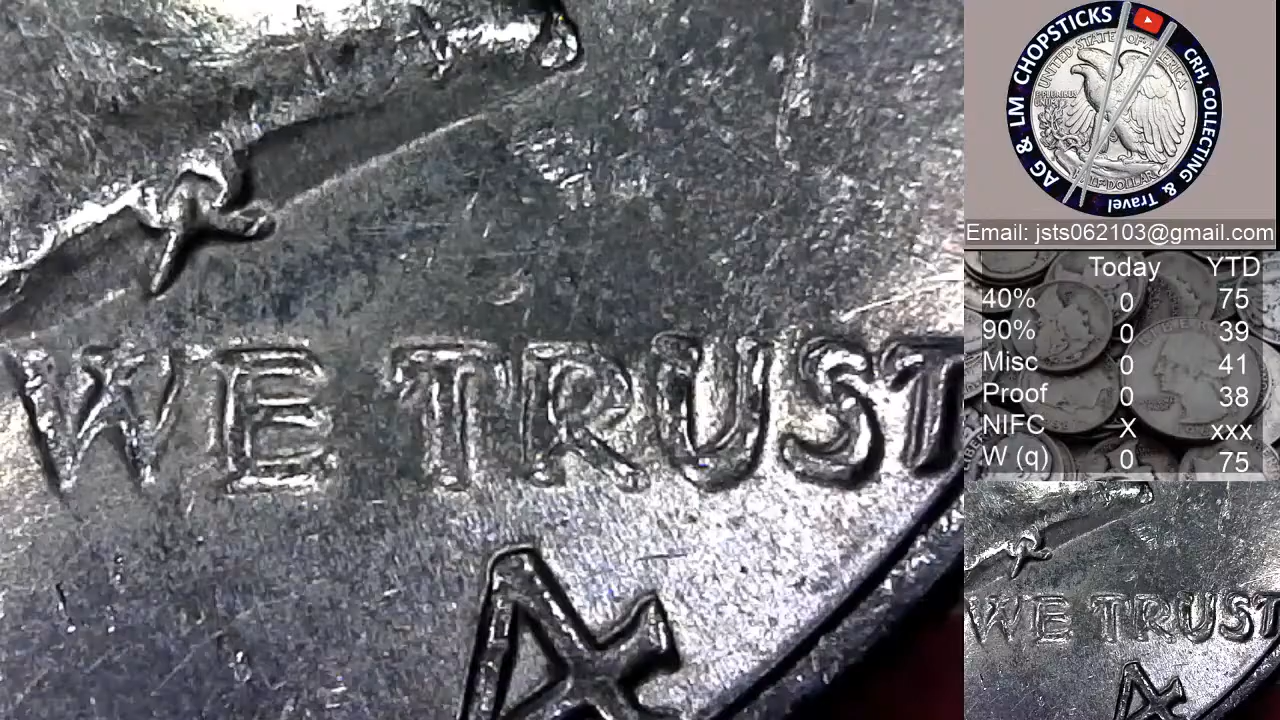 WE TRUST
4
AG & LM CHOPSTICKS
CRH, COLLECTING & Travel
UNITED STATES OF AMERICA
HALF DOLLAR
Email: jsts062103@gmail.com
Today YTD
40% 0 75
90% 0 39
Misc 0 41
Proof 0 38
NIFC X xxx
W (q) 0 75
WE TRUST
4